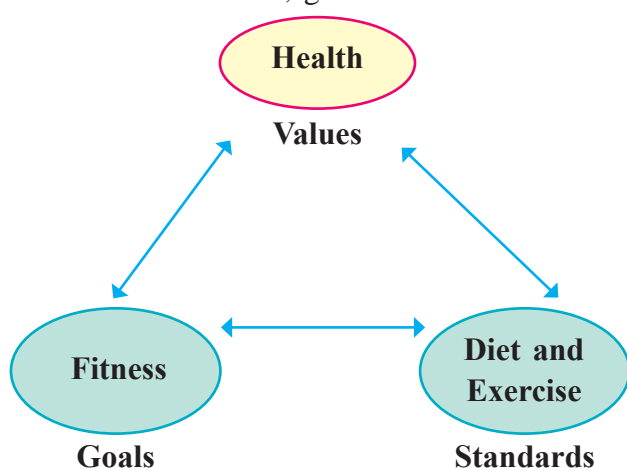 Health
Values
Fitness
Diet and
Exercise
Goals
Standards